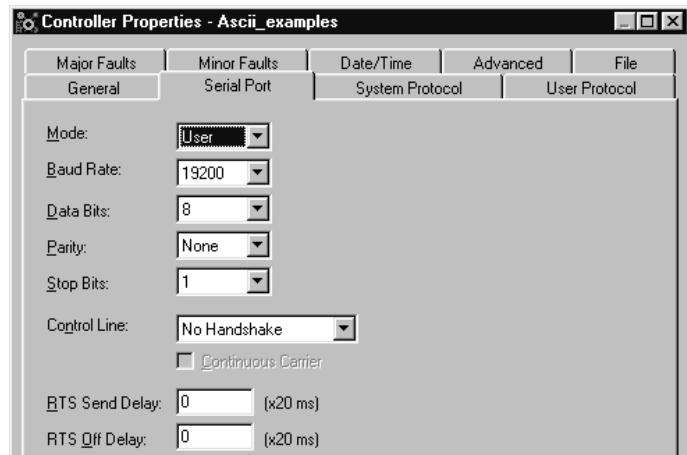 Controller Properties - Ascii_examples
Major Faults Minor Faults Date/Time Advanced File
General Serial Port System Protocol User Protocol
Mode: User
Baud Rate: 19200
Data Bits: 8
Parity: None
Stop Bits: 1
Control Line: No Handshake
Continuous Carrier
RTS Send Delay: 0 (x20 ms)
RTS Off Delay: 0 (x20 ms)